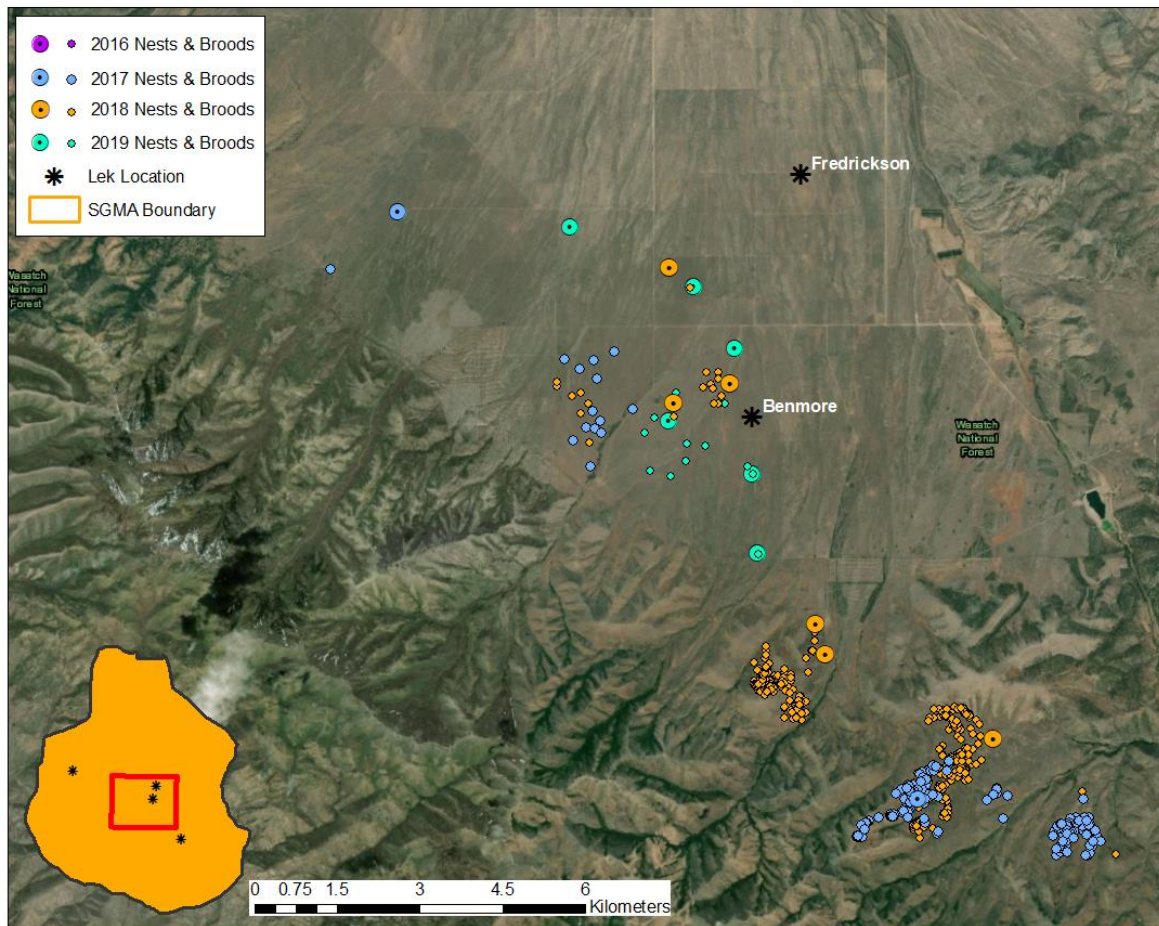 2016 Nests & Broods
2017 Nests & Broods
2018 Nests & Broods
2019 Nests & Broods
Lek Location
SGMA Boundary
Fredrickson
Wasatch
National
Forest
Benmore
Wasatch
National
Forest
0 0.75 1.5 3 4.5 6
Kilometers